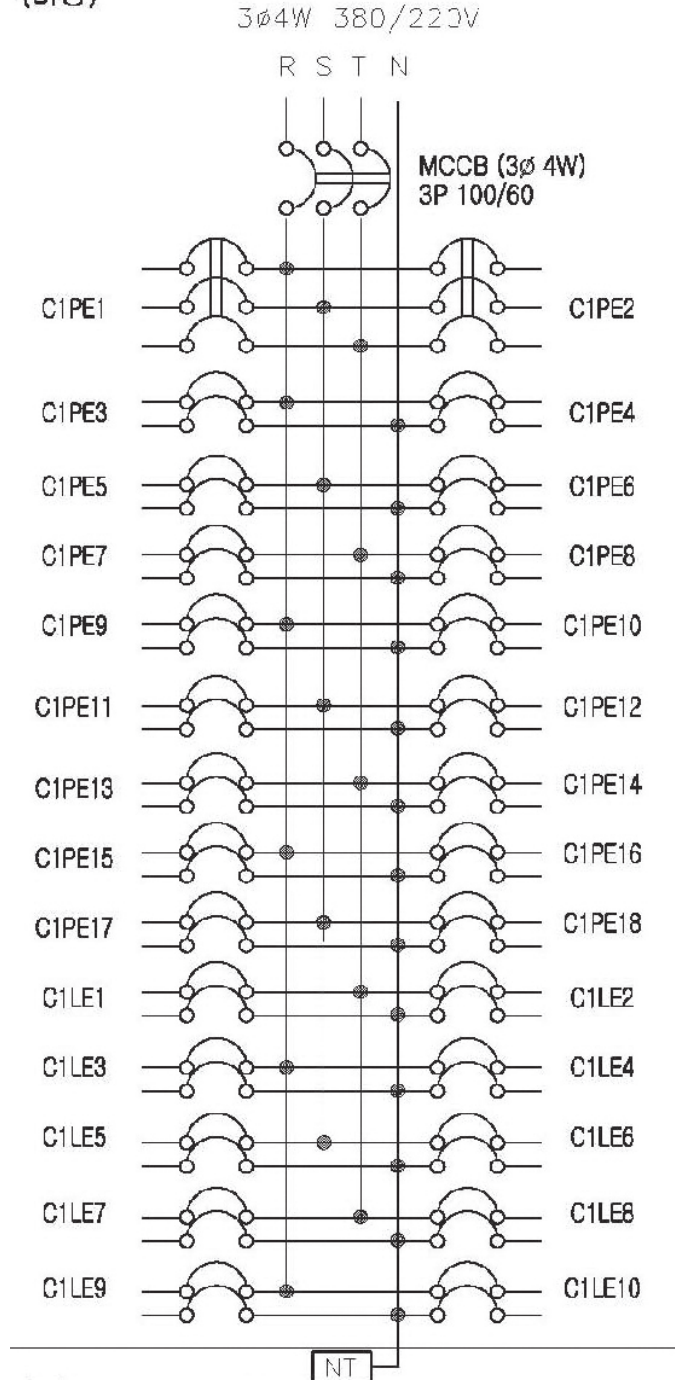 3ø4W 380/220V
R S T N
MCCB (3ø 4W)
3P 100/60
C1PE1 C1PE2
C1PE3 C1PE4
C1PE5 C1PE6
C1PE7 C1PE8
C1PE9 C1PE10
C1PE11 C1PE12
C1PE13 C1PE14
C1PE15 C1PE16
C1PE17 C1PE18
C1LE1 C1LE2
C1LE3 C1LE4
C1LE5 C1LE6
C1LE7 C1LE8
C1LE9 C1LE10
NT